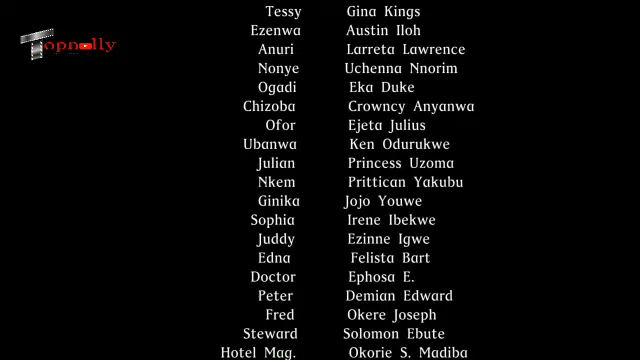 Topnolly
Tessy Gina Kings
Ezenwa Austin Iloh
Anuri Larreta Lawrence
Nonye Uchenna Nnorim
Ogadi Eka Duke
Chizoba Crowncy Anyanwa
Ofor Ejeta Julius
Ubanwa Ken Odurukwe
Julian Princess Uzoma
Nkem Prittican Yakubu
Ginika Jojo Youwe
Sophia Irene Ibekwe
Juddy Ezinne Igwe
Edna Felista Bart
Doctor Ephosa E.
Peter Demian Edward
Fred Okere Joseph
Steward Solomon Ebute
Hotel Mag. Okorie S. Madiba